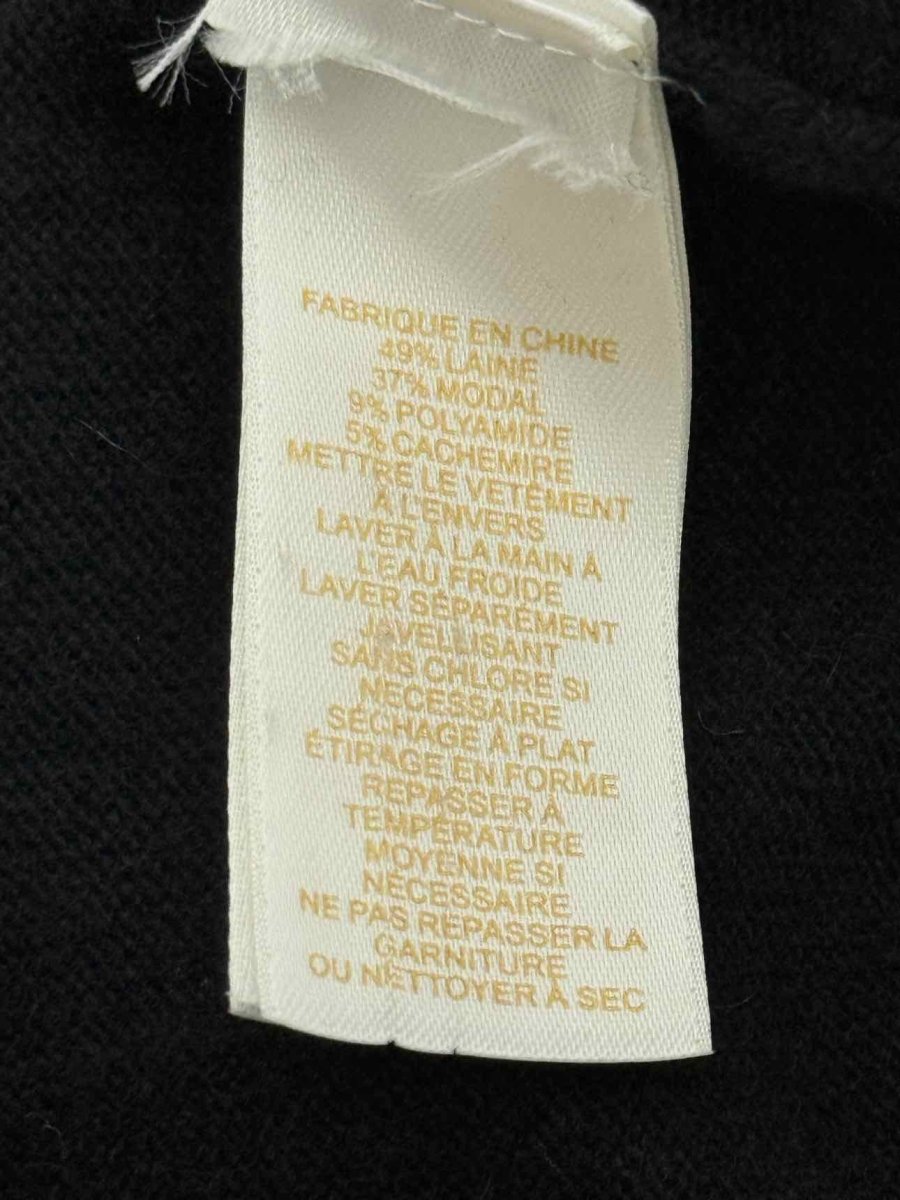 FABRIQUE EN CHINE
49% LAINE
37% MODAL
9% POLYAMIDE
5% CACHEMIRE
METTRE LE VETÊMENT
À L'ENVERS
LAVER À LA MAIN À
L'EAU FROIDE
LAVER SÉPARÉMENT
JAVELLISANT
SANS CHLORE SI
NÉCESSAIRE
SÉCHAGE À PLAT
ÉTIRAGE EN FORME
REPASSER À
TEMPÉRATURE
MOYENNE SI
NÉCESSAIRE
NE PAS REPASSER LA
GARNITURE
OU NETTOYER À SEC